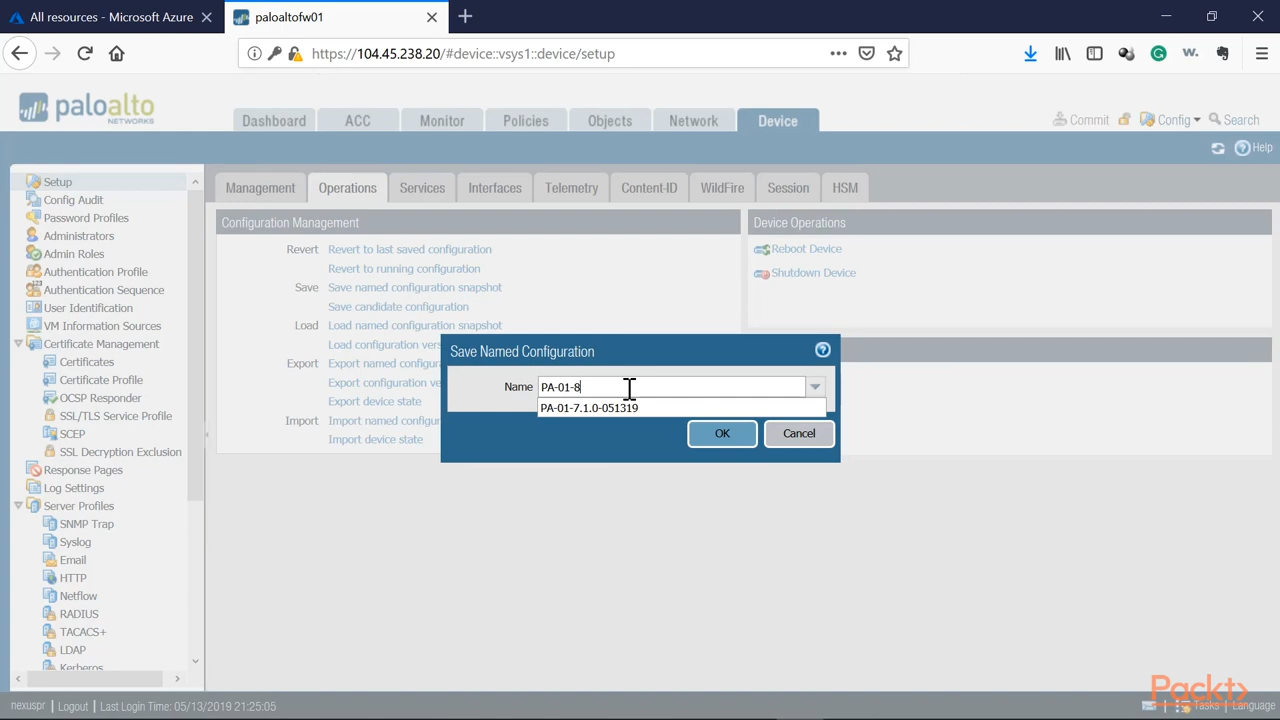 All resources - Microsoft Azure
paloaltofw01
https://104.45.238.20/#device::vsys1::device/setup
paloalto
NETWORKS
Dashboard ACC Monitor Policies Objects Network Device
Commit Config Search
Help
Setup
Config Audit
Password Profiles
Administrators
Admin Roles
Authentication Profile
Authentication Sequence
User Identification
VM Information Sources
Certificate Management
Certificates
Certificate Profile
OCSP Responder
SSL/TLS Service Profile
SCEP
SSL Decryption Exclusion
Response Pages
Log Settings
Server Profiles
SNMP Trap
Syslog
Email
HTTP
Netflow
RADIUS
TACACS+
LDAP
Kerberos
Management Operations Services Interfaces Telemetry Content-ID WildFire Session HSM
Configuration Management
Revert Revert to last saved configuration
Revert to running configuration
Save Save named configuration snapshot
Save candidate configuration
Load Load named configuration snapshot
Load configuration vers
Export Export named configura
Export configuration ve
Export device state
Import Import named configur
Import device state
Device Operations
Reboot Device
Shutdown Device
Save Named Configuration
Name PA-01-8
PA-01-7.1.0-051319
OK Cancel
nexuspr Logout Last Login Time: 05/13/2019 21:25:05
Tasks Language
Packt>